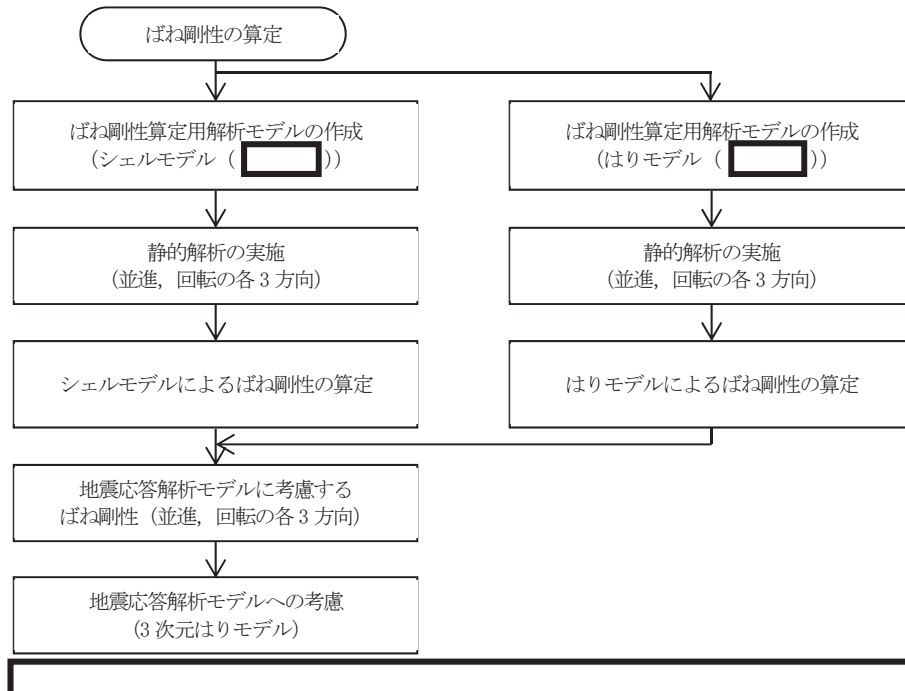 ばね剛性の算定
ばね剛性算定用解析モデルの作成
（シェルモデル（　　　））
ばね剛性算定用解析モデルの作成
（はりモデル（　　　））
静的解析の実施
（並進，回転の各3方向）
静的解析の実施
（並進，回転の各3方向）
シェルモデルによるばね剛性の算定
はりモデルによるばね剛性の算定
地震応答解析モデルに考慮する
ばね剛性（並進，回転の各3方向）
地震応答解析モデルへの考慮
（3次元はりモデル）